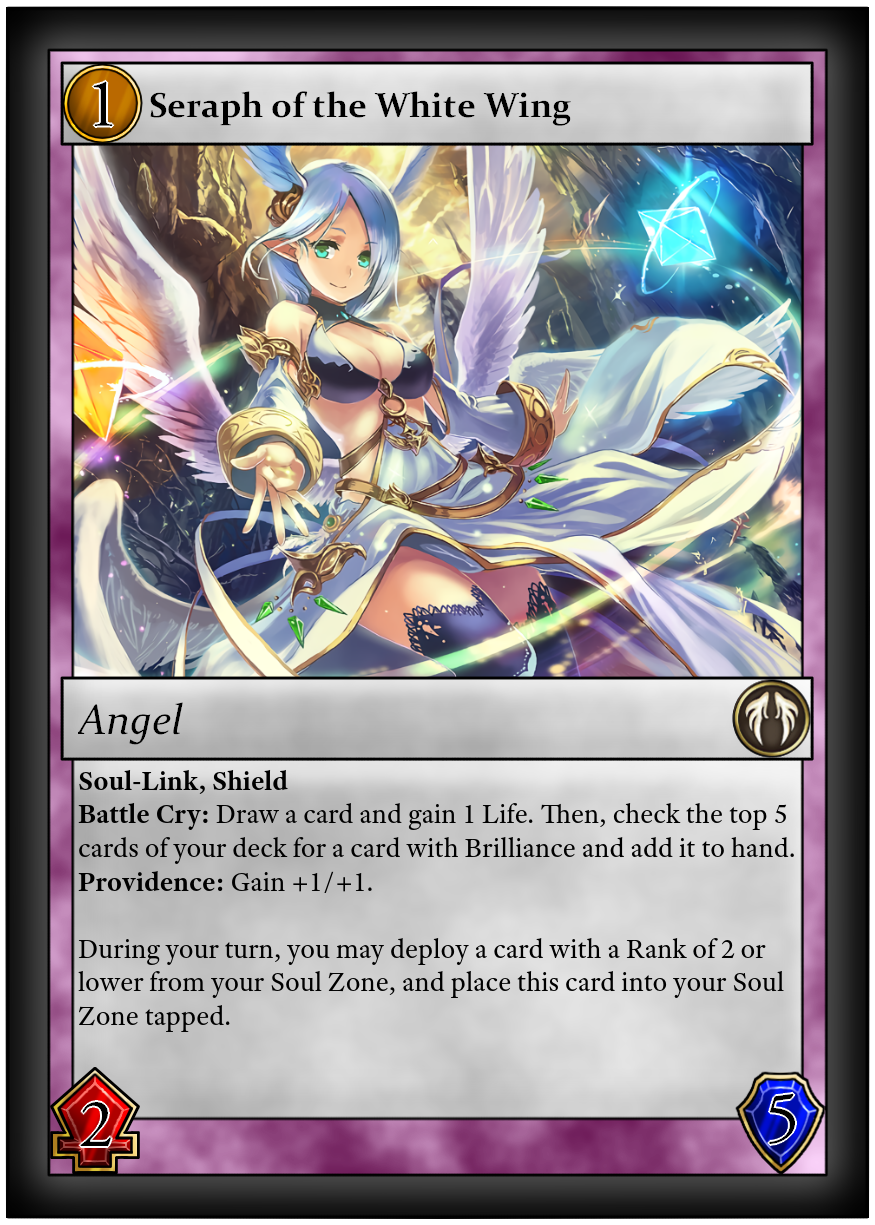 1
Seraph of the White Wing
Angel
Soul-Link, Shield
Battle Cry: Draw a card and gain 1 Life. Then, check the top 5
cards of your deck for a card with Brilliance and add it to hand.
Providence: Gain +1/+1.
During your turn, you may deploy a card with a Rank of 2 or
lower from your Soul Zone, and place this card into your Soul
Zone tapped.
2
5